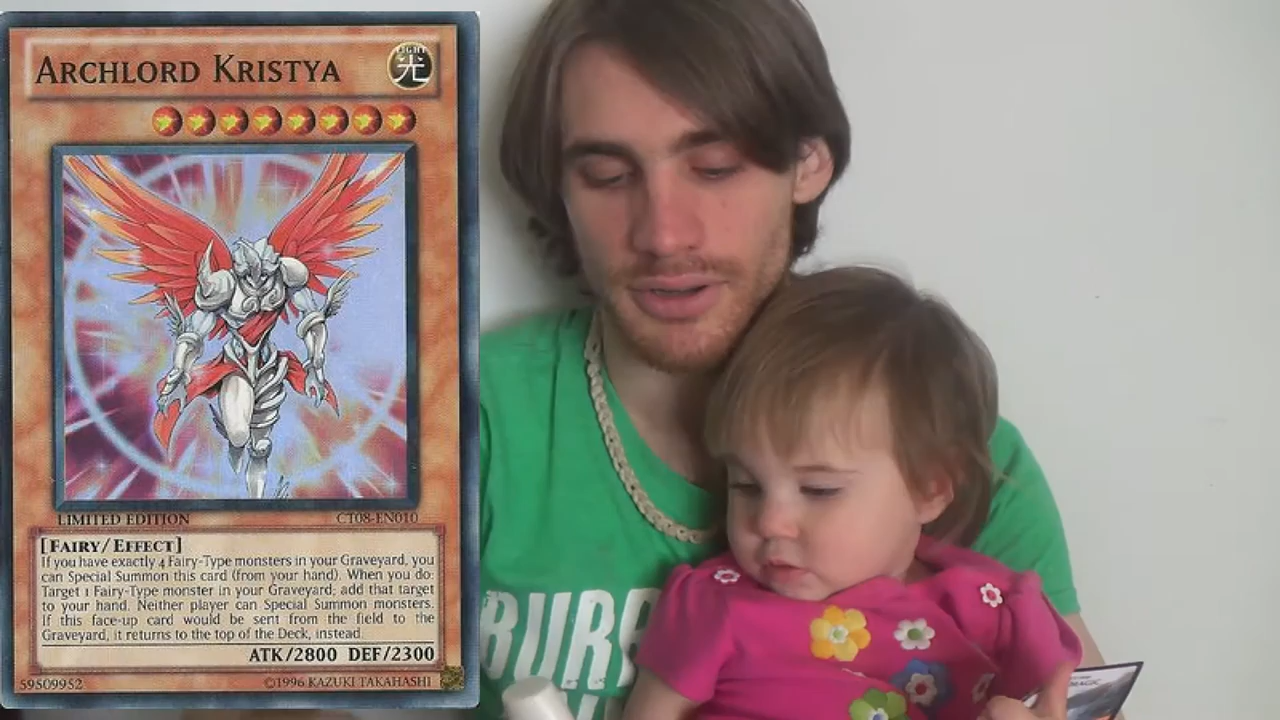 ARCHLORD KRISTYA
LIGHT
光
LIMITED EDITION CT08-EN010
[FAIRY/EFFECT]
If you have exactly 4 Fairy-Type monsters in your Graveyard, you
can Special Summon this card (from your hand). When you do:
Target 1 Fairy-Type monster in your Graveyard; add that target
to your hand. Neither player can Special Summon monsters.
If this face-up card would be sent from the field to the
Graveyard, it returns to the top of the Deck, instead.
ATK/2800 DEF/2300
59509952 ©1996 KAZUKI TAKAHASHI
BURR
MAGIC